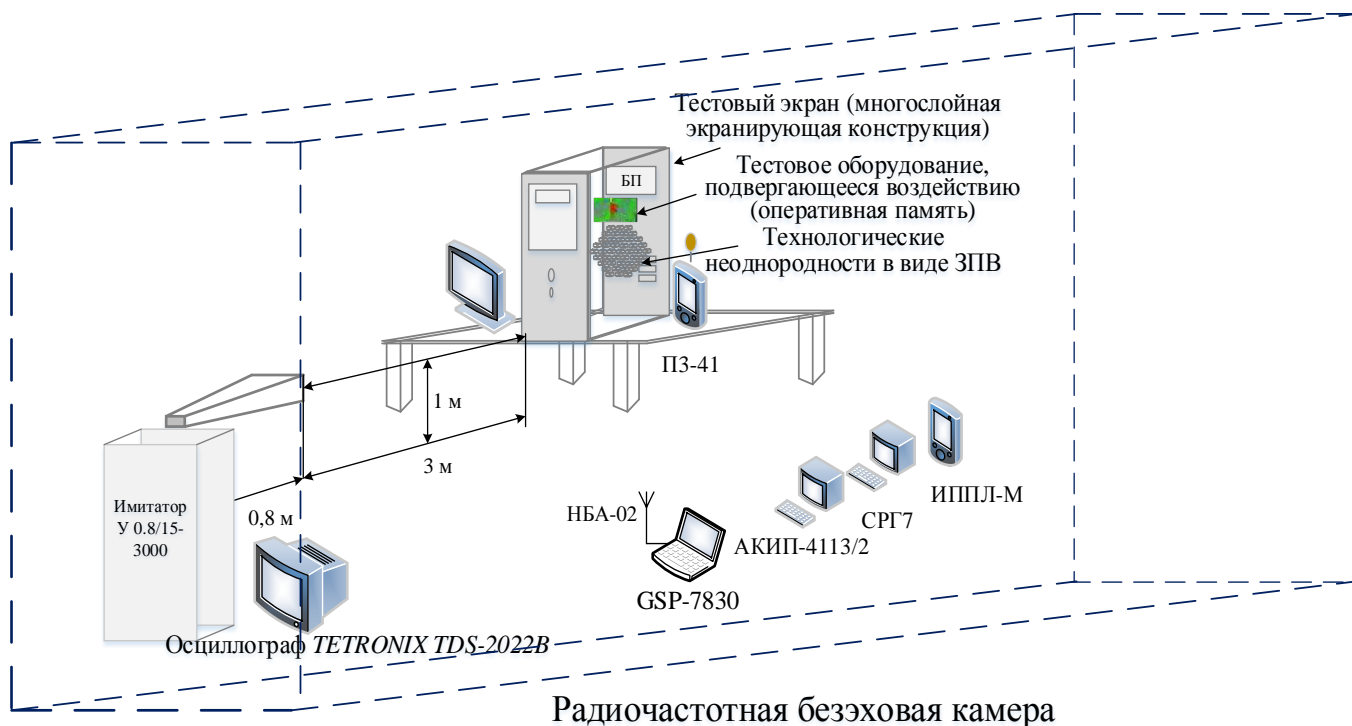 Тестовый экран (многослойная
экранирующая конструкция)
Тестовое оборудование,
подвергающееся воздействию
(оперативная память)
Технологические
неоднородности в виде ЗПВ
БП
П3-41
1 м
3 м
0,8 м
Имитатор
У 0.8/15-
3000
ИППЛ-М
СРГ7
НБА-02
АКИП-4113/2
GSP-7830
Осциллограф TETRONIX TDS-2022B
Радиочастотная безэховая камера